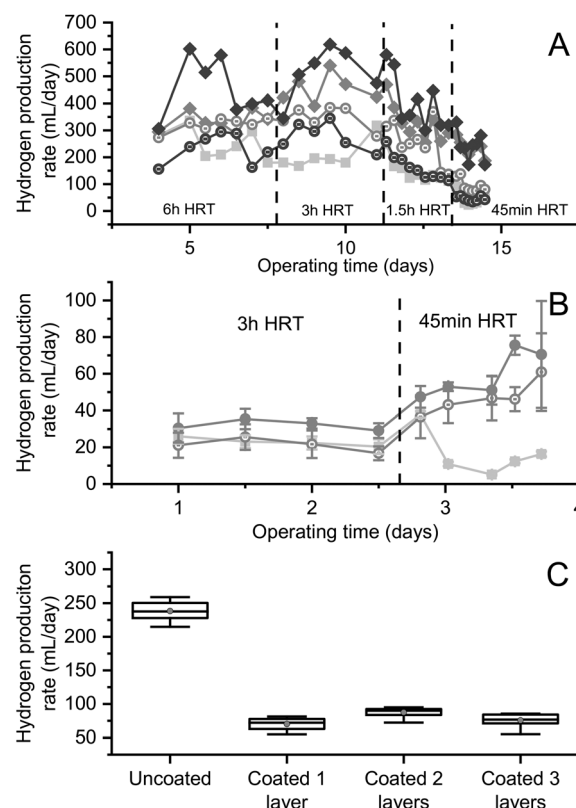 A
700
600
500
400
300
200
100
0
Hydrogen production
rate (mL/day)
6h HRT
3h HRT
1.5h HRT
45min HRT
5
10
15
Operating time (days)
B
100
80
60
40
20
0
Hydrogen production
rate (mL/day)
3h HRT
45min HRT
1
2
3
4
Operating time (days)
C
300
250
200
150
100
50
Hydrogen produciton
rate (mL/day)
Uncoated
Coated 1
layer
Coated 2
layers
Coated 3
layers